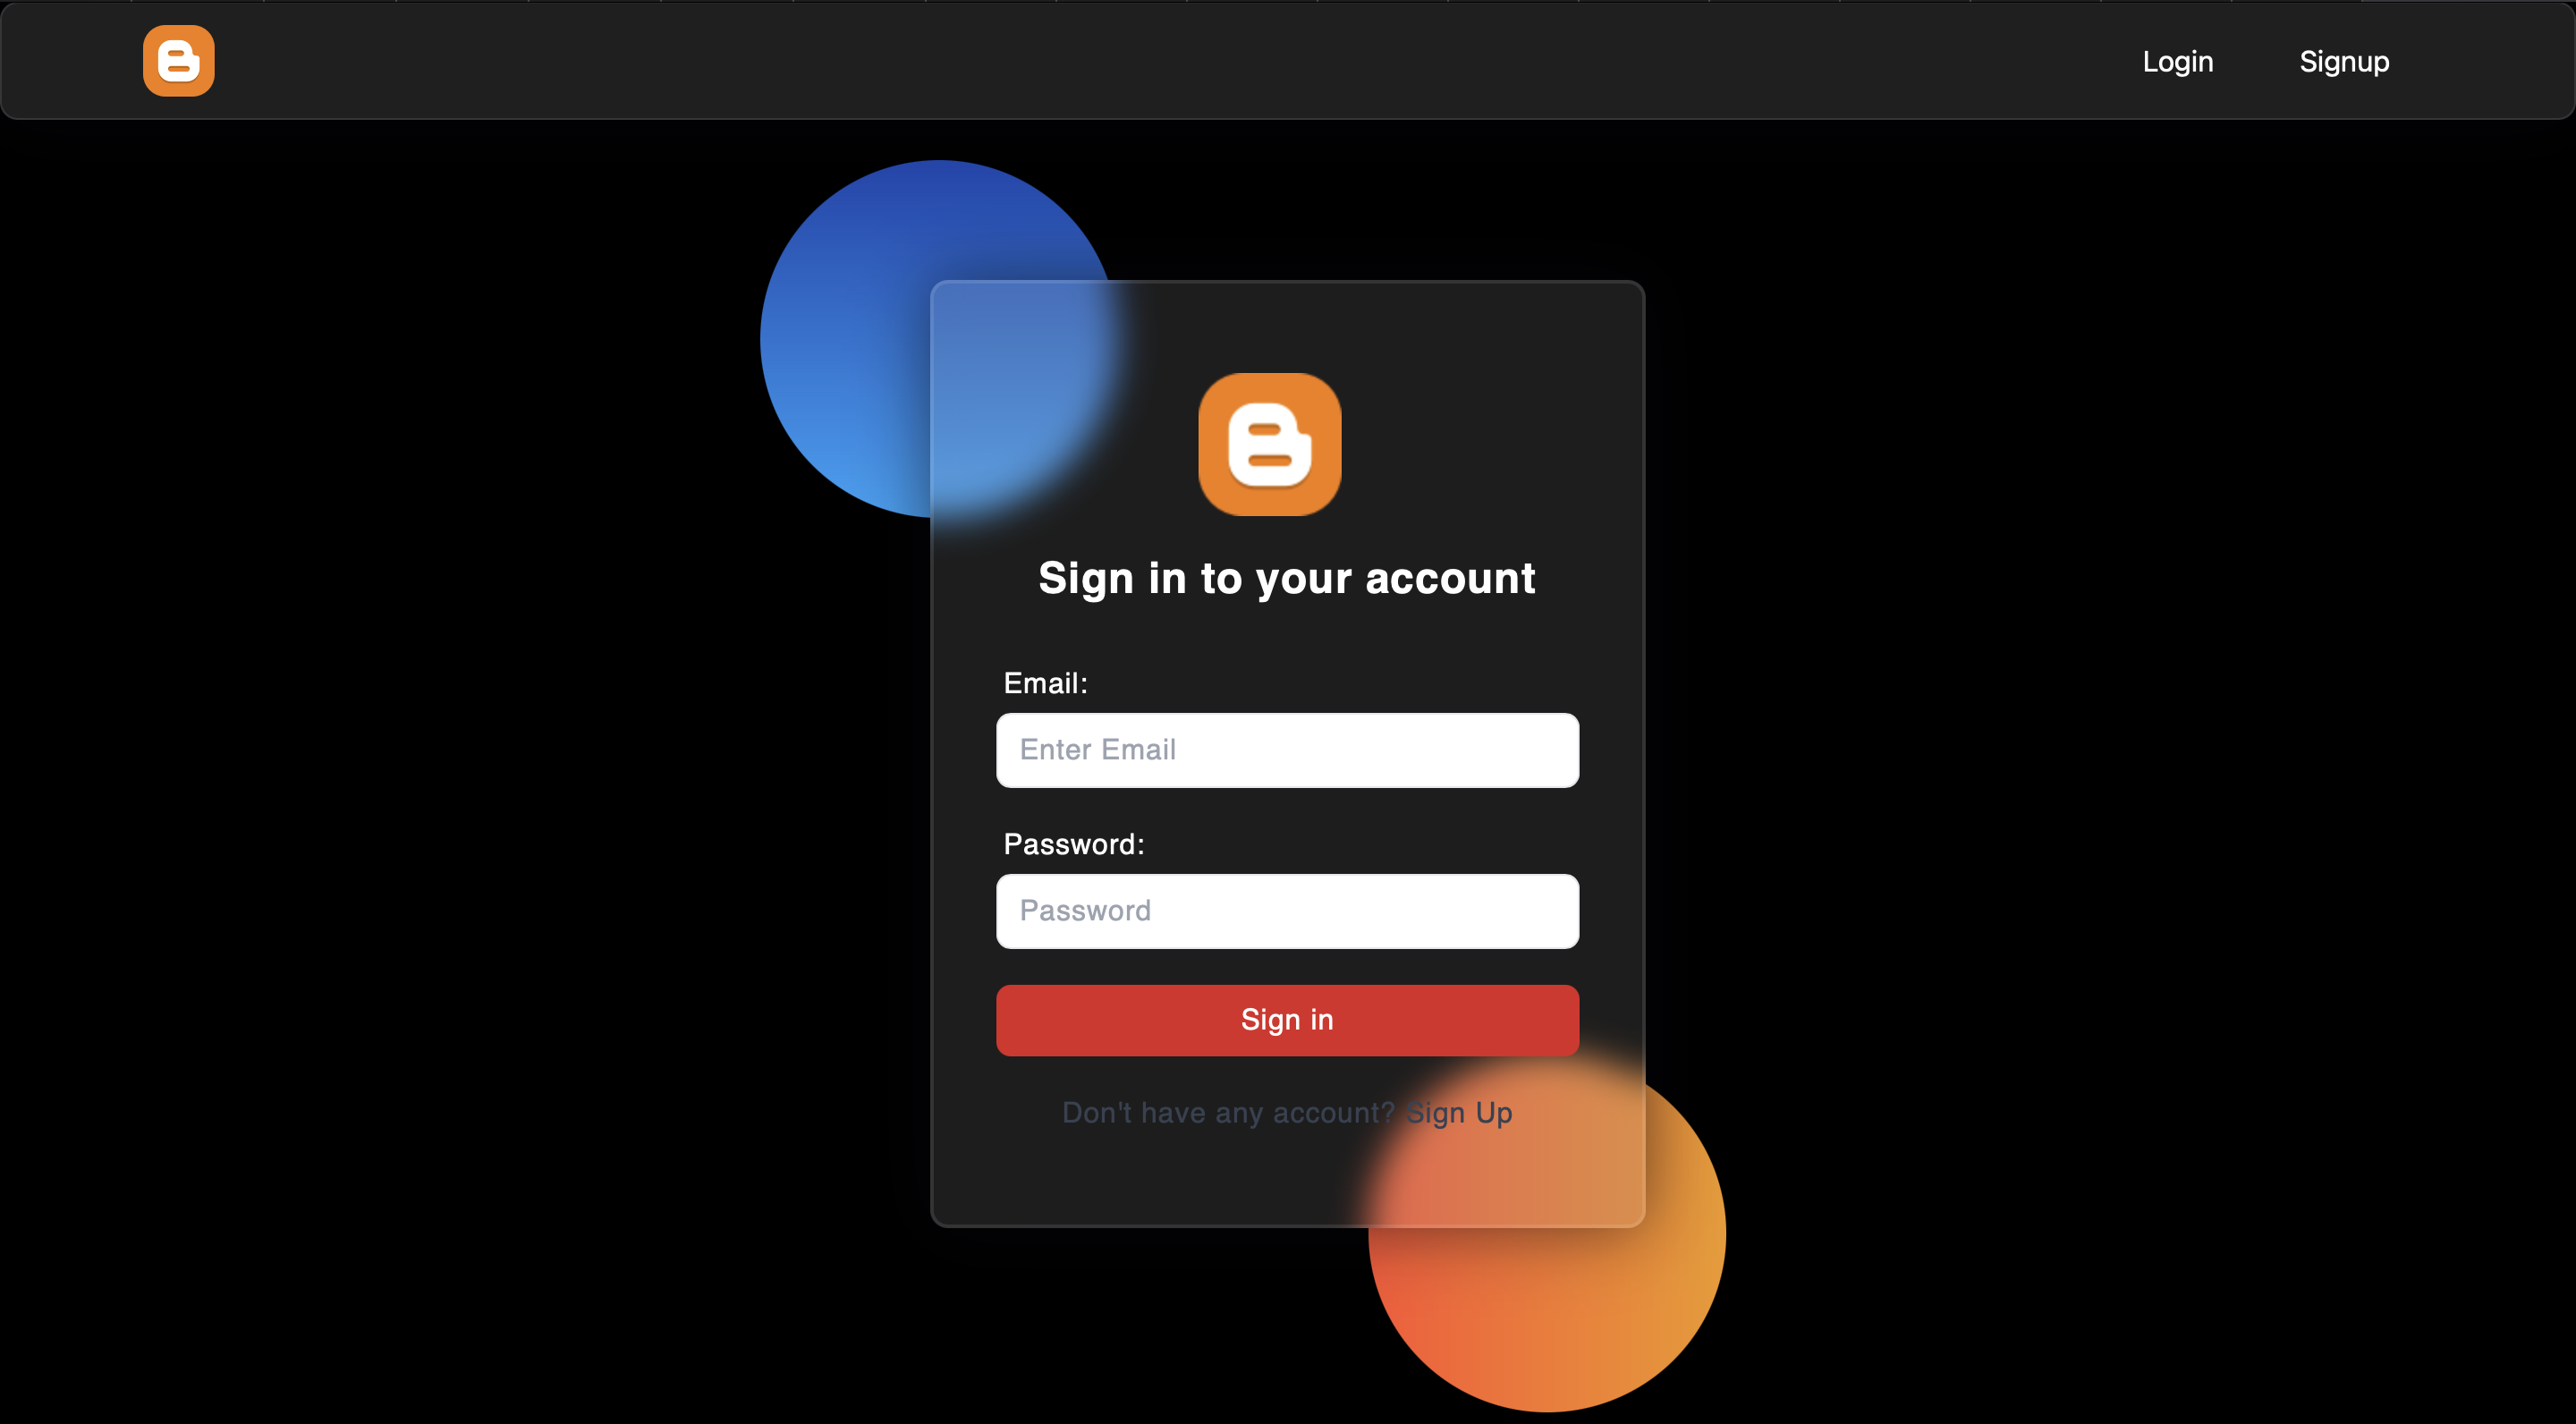 Login Signup
Sign in to your account
Email:
Enter Email
Password:
Password
Sign in
Don't have any account? Sign Up